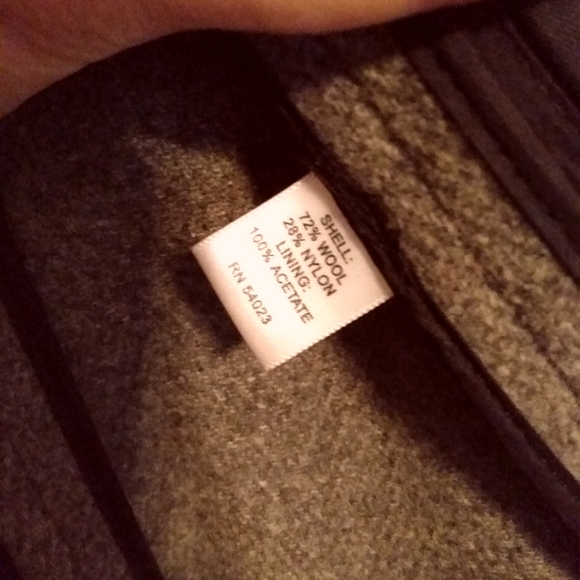 SHELL:
72% WOOL
28% NYLON
LINING:
100% ACETATE
RN 54023